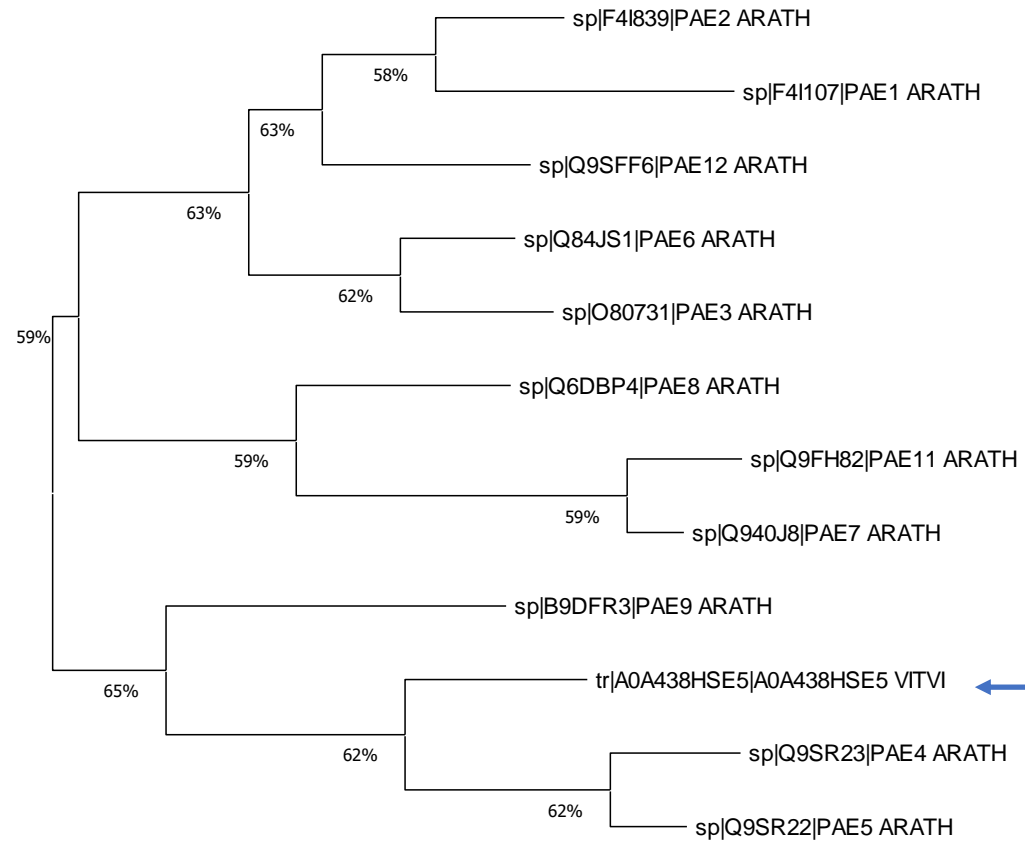 sp|F4I839|PAE2 ARATH
58%
sp|F4I107|PAE1 ARATH
63%
sp|Q9SFF6|PAE12 ARATH
63%
sp|Q84JS1|PAE6 ARATH
62%
sp|O80731|PAE3 ARATH
59%
sp|Q6DBP4|PAE8 ARATH
59%
sp|Q9FH82|PAE11 ARATH
59%
sp|Q940J8|PAE7 ARATH
sp|B9DFR3|PAE9 ARATH
65%
tr|A0A438HSE5|A0A438HSE5 VITVI
62%
sp|Q9SR23|PAE4 ARATH
62%
sp|Q9SR22|PAE5 ARATH